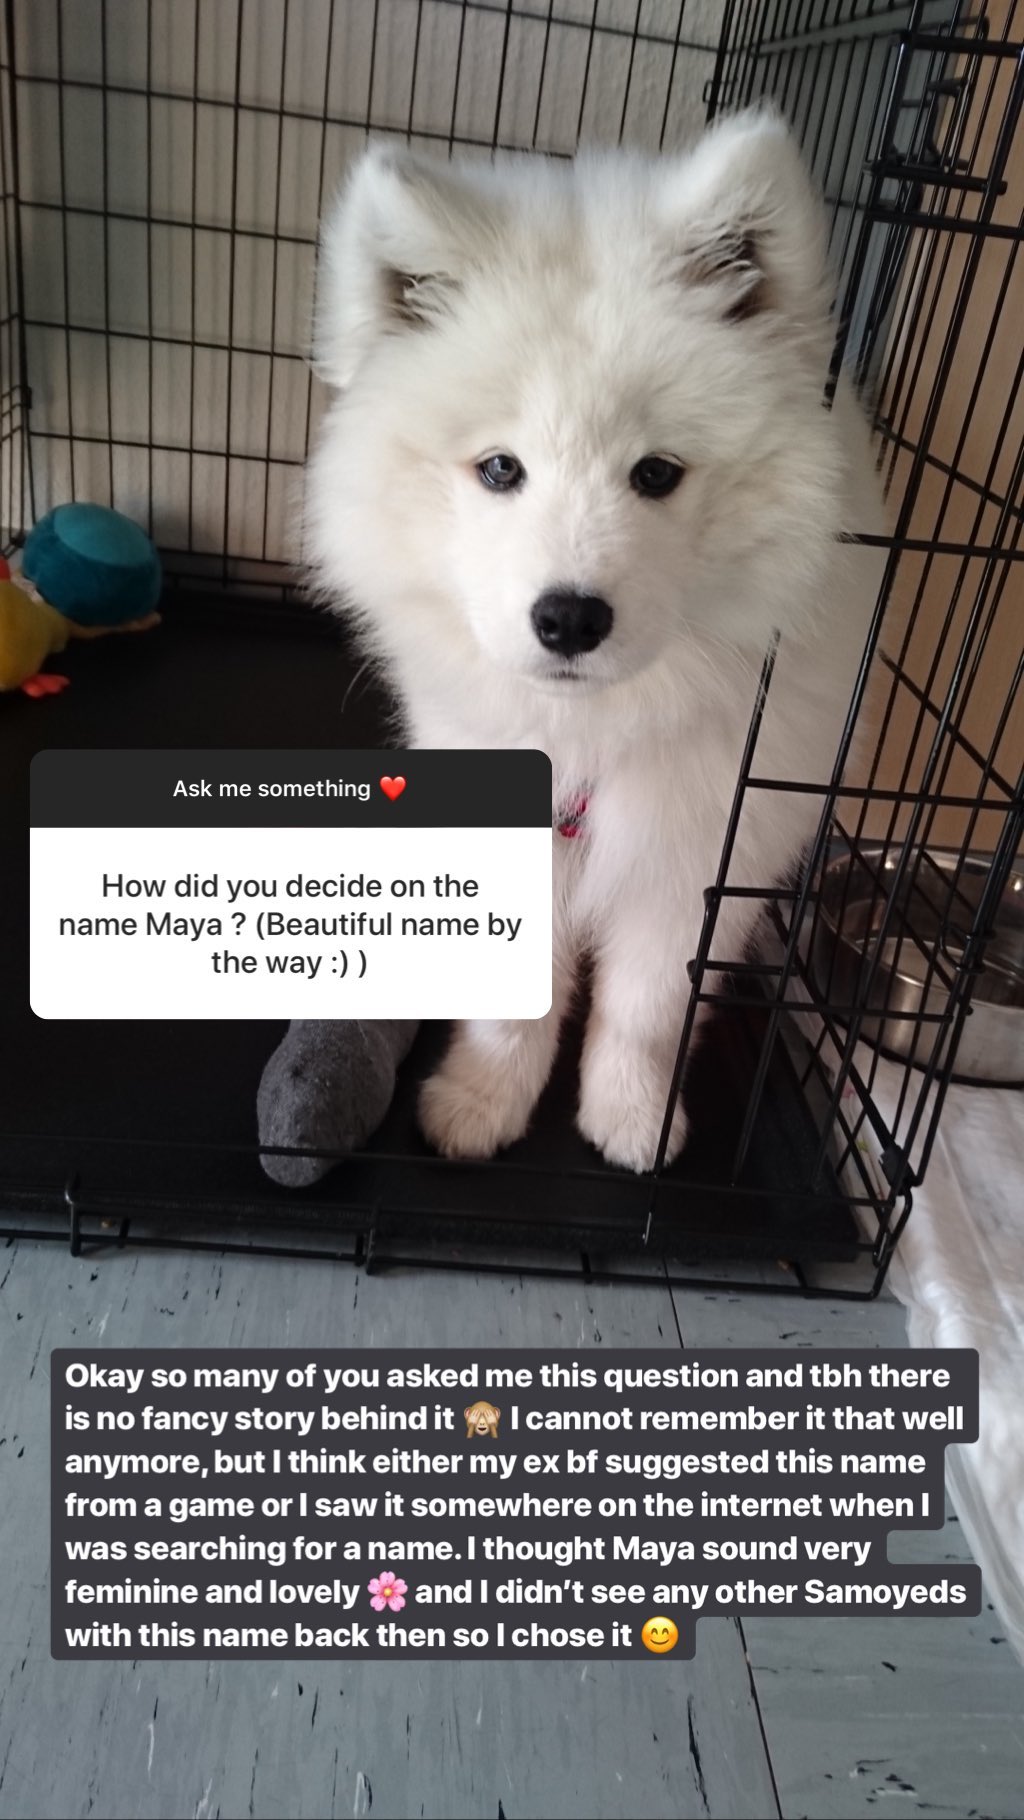 Ask me something ❤️
How did you decide on the
name Maya ? (Beautiful name by
the way :) )
Okay so many of you asked me this question and tbh there
is no fancy story behind it 🙈 I cannot remember it that well
anymore, but I think either my ex bf suggested this name
from a game or I saw it somewhere on the internet when I
was searching for a name. I thought Maya sound very
feminine and lovely 🌸 and I didn't see any other Samoyeds
with this name back then so I chose it 😊